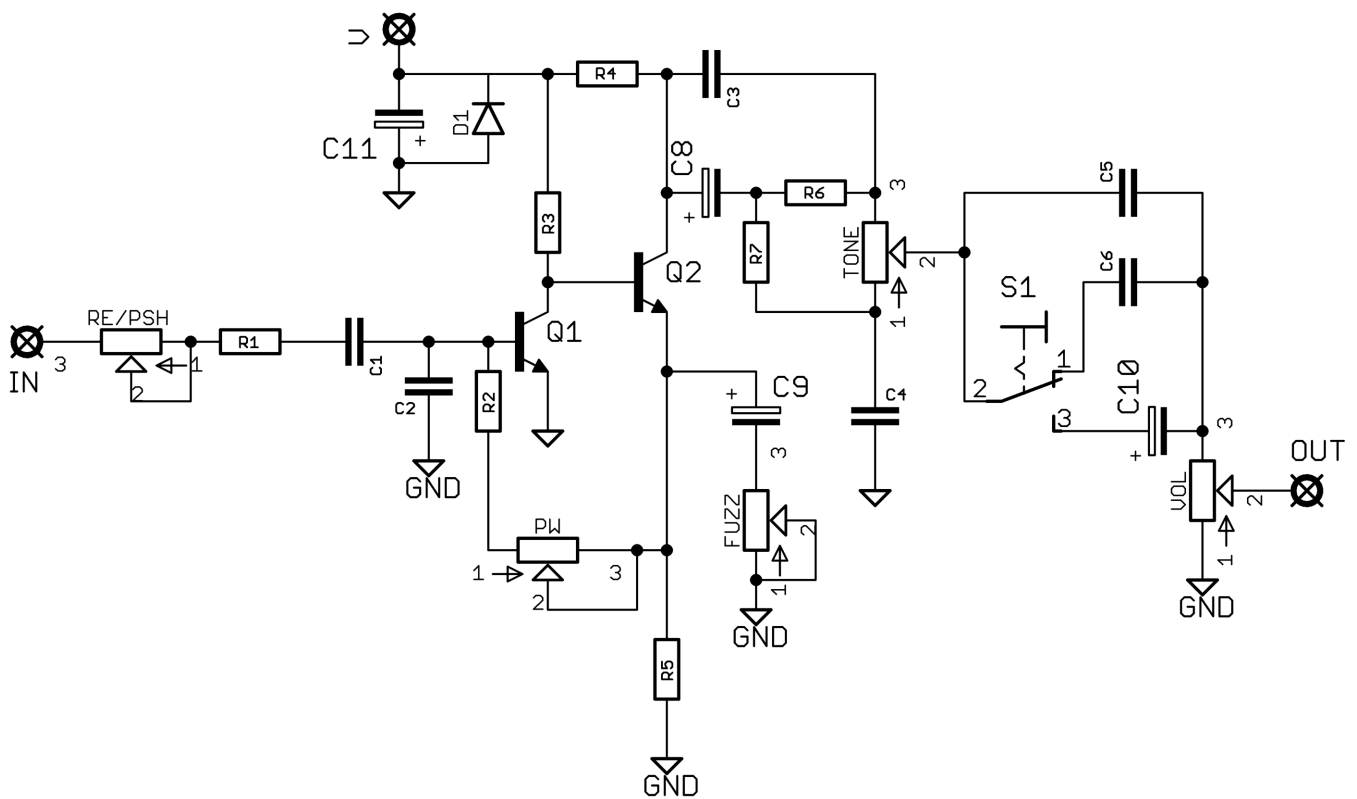 U
R4
C3
C11
+
D1
C8
+
R3
R6
3
R7
TONE
2
1
C5
C6
Q2
S1
Q1
RE/PSH
IN
3
1
2
R1
C1
C2
GND
R2
+
C9
3
C4
2
1
3
C10
+
3
OUT
VOL
2
1
GND
PW
1
3
2
FUZZ
2
1
GND
R5
GND